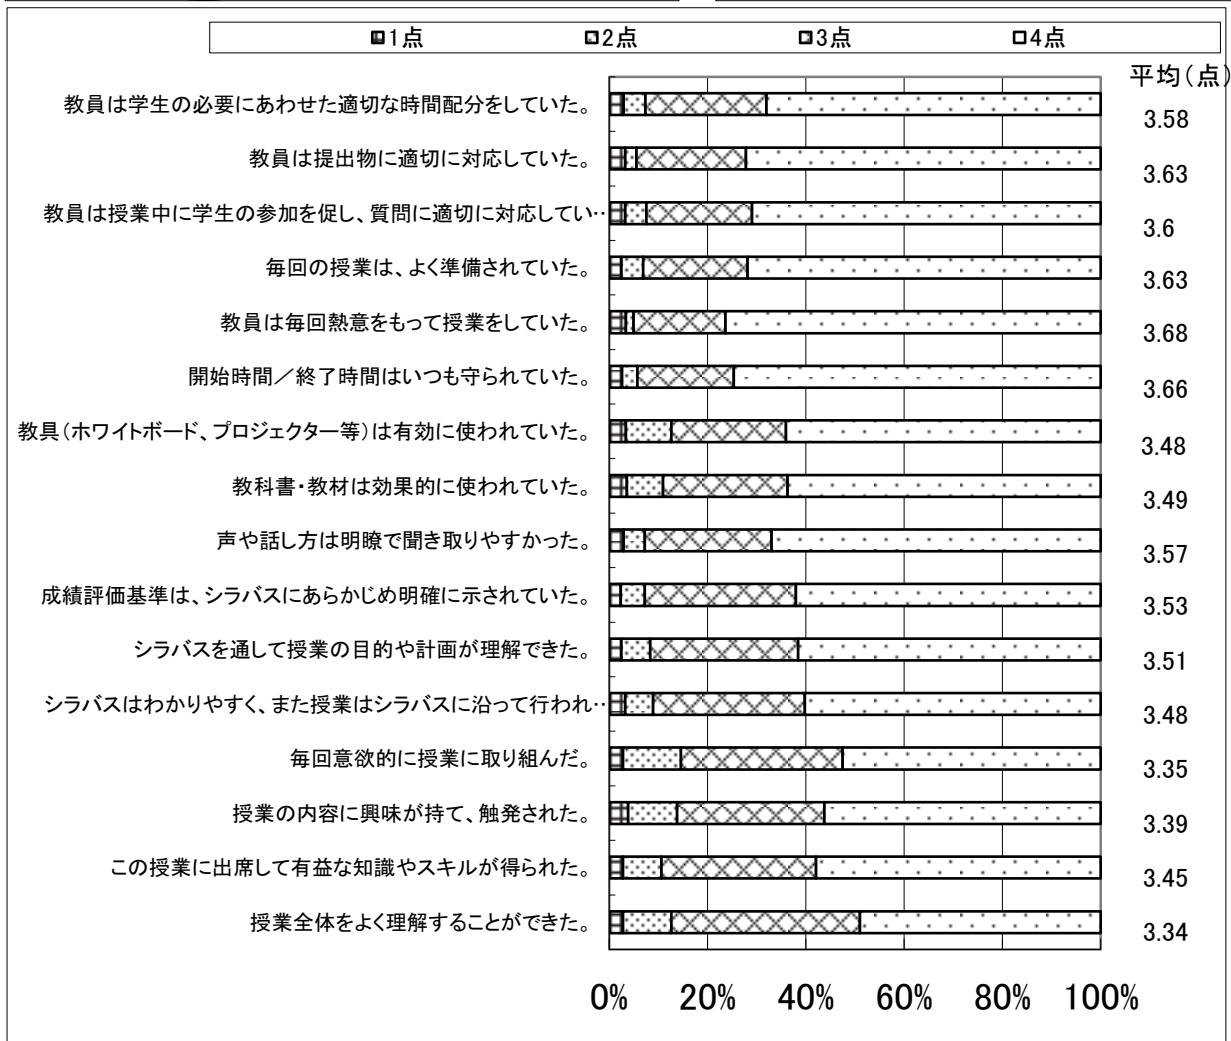 1点 2点 3点 4点
平均(点)
教員は学生の必要にあわせた適切な時間配分をしていた。 3.58
教員は提出物に適切に対応していた。 3.63
教員は授業中に学生の参加を促し、質問に適切に対応してい… 3.6
毎回の授業は、よく準備されていた。 3.63
教員は毎回熱意をもって授業をしていた。 3.68
開始時間／終了時間はいつも守られていた。 3.66
教具(ホワイトボード、プロジェクター等)は有効に使われていた。 3.48
教科書・教材は効果的に使われていた。 3.49
声や話し方は明瞭で聞き取りやすかった。 3.57
成績評価基準は、シラバスにあらかじめ明確に示されていた。 3.53
シラバスを通して授業の目的や計画が理解できた。 3.51
シラバスはわかりやすく、また授業はシラバスに沿って行われ… 3.48
毎回意欲的に授業に取り組んだ。 3.35
授業の内容に興味が持て、触発された。 3.39
この授業に出席して有益な知識やスキルが得られた。 3.45
授業全体をよく理解することができた。 3.34
0% 20% 40% 60% 80% 100%